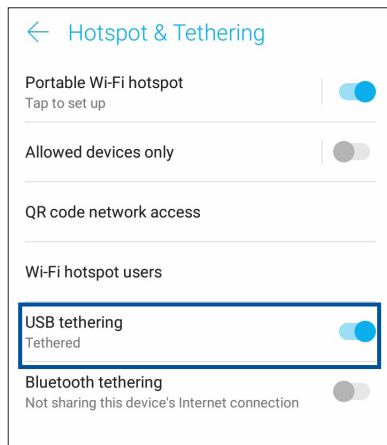 Hotspot & Tethering
Portable Wi-Fi hotspot
Tap to set up
Allowed devices only
QR code network access
Wi-Fi hotspot users
USB tethering
Tethered
Bluetooth tethering
Not sharing this device's Internet connection